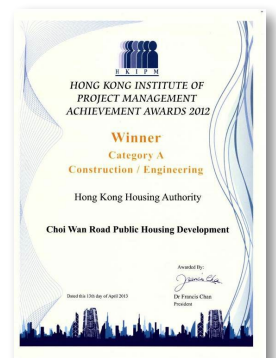 HKIPM
HONG KONG INSTITUTE OF
PROJECT MANAGEMENT
ACHIEVEMENT AWARDS 2012
Winner
Category A
Construction / Engineering
Hong Kong Housing Authority
Choi Wan Road Public Housing Development
Awarded By:
Dated this 13th day of April 2013
Dr Francis Chan
President